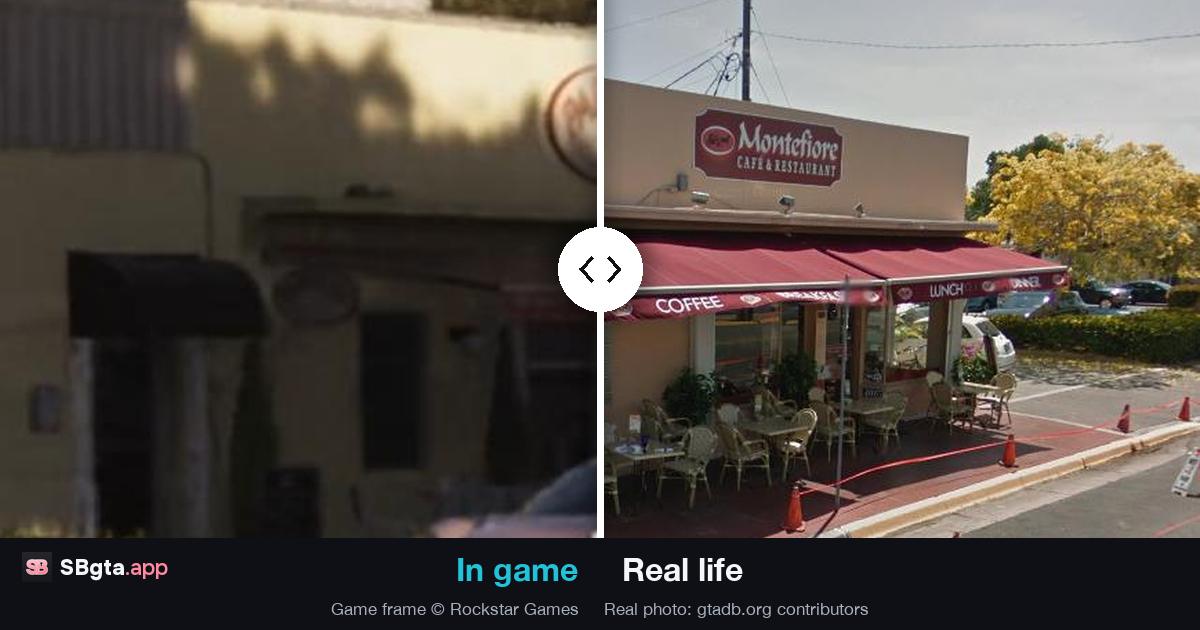 Montefiore
CAFÉ & RESTAURANT
COFFEE
BREAKFAST
LUNCH
DINNER
SBgta.app
In game
Real life
Game frame © Rockstar Games
Real photo: gtadb.org contributors